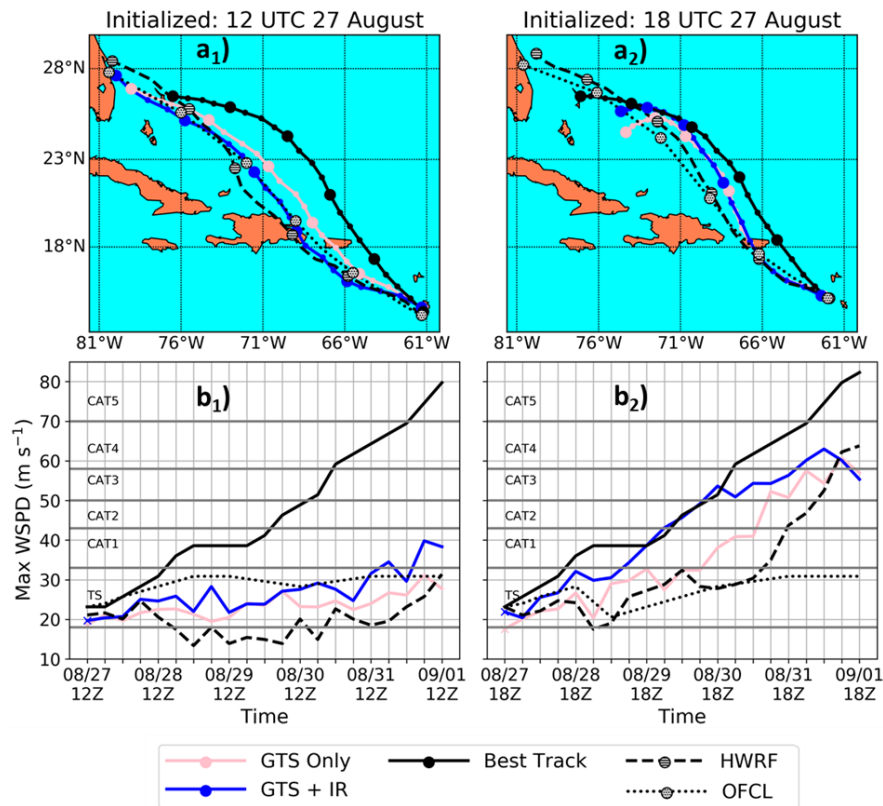 Initialized: 12 UTC 27 August
Initialized: 18 UTC 27 August
a1)
a2)
28°N
23°N
18°N
81°W 76°W 71°W 66°W 61°W
81°W 76°W 71°W 66°W 61°W
b1)
b2)
Max WSPD (m s−1)
80
70
60
50
40
30
20
10
CAT5
CAT4
CAT3
CAT2
CAT1
TS
CAT5
CAT4
CAT3
CAT2
CAT1
TS
08/27 08/28 08/29 08/30 08/31 09/01
12Z 12Z 12Z 12Z 12Z 12Z
08/27 08/28 08/29 08/30 08/31 09/01
18Z 18Z 18Z 18Z 18Z 18Z
Time
Time
GTS Only Best Track HWRF
GTS + IR OFCL